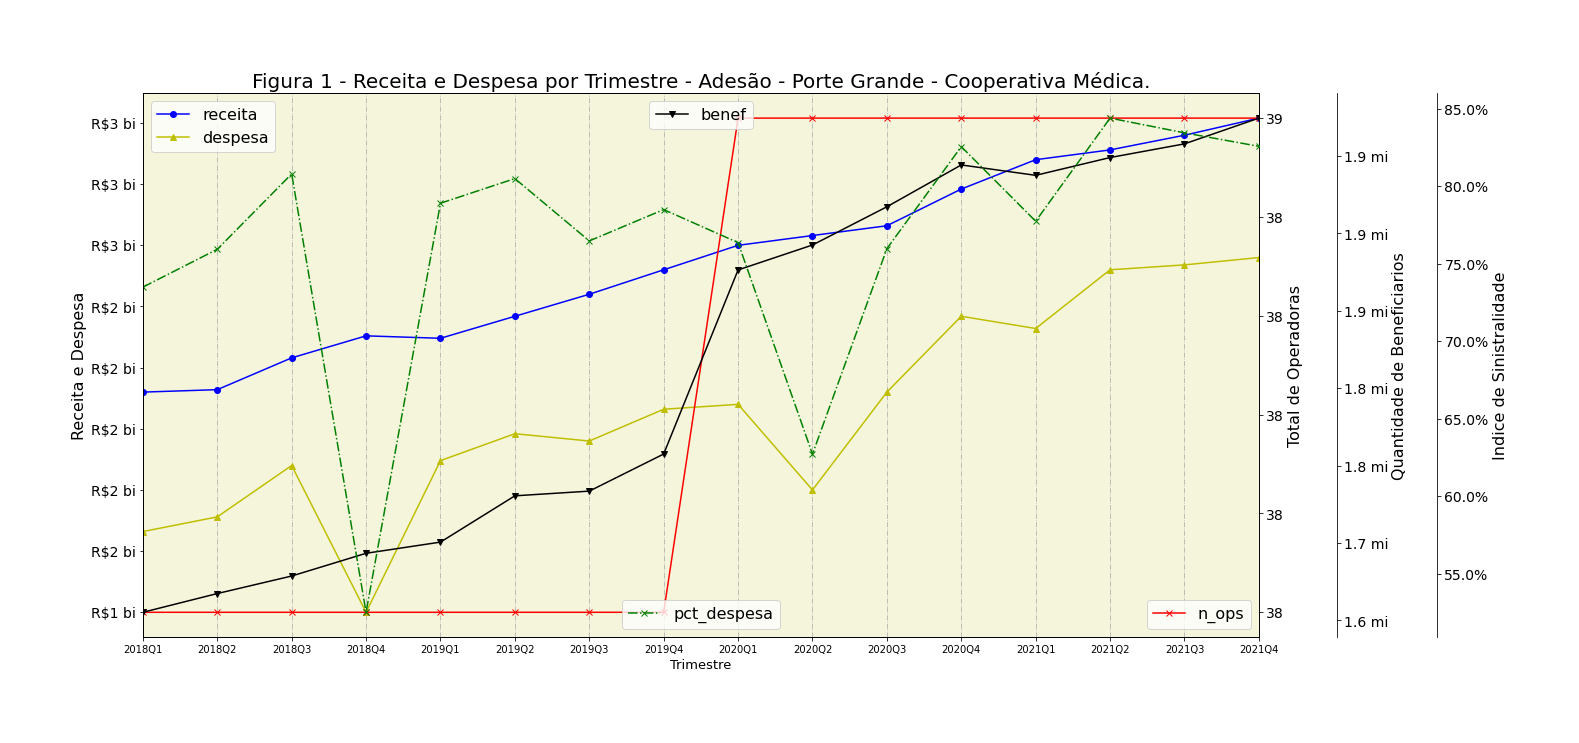 Figura 1 - Receita e Despesa por Trimestre - Adesão - Porte Grande - Cooperativa Médica.
receita
despesa
benef
pct_despesa
n_ops
Receita e Despesa
R$3 bi
R$3 bi
R$3 bi
R$2 bi
R$2 bi
R$2 bi
R$2 bi
R$2 bi
R$1 bi
2018Q1 2018Q2 2018Q3 2018Q4 2019Q1 2019Q2 2019Q3 2019Q4 2020Q1 2020Q2 2020Q3 2020Q4 2021Q1 2021Q2 2021Q3 2021Q4
Trimestre
39
38
38
38
38
38
Total de Operadoras
1.9 mi
1.9 mi
1.9 mi
1.8 mi
1.8 mi
1.7 mi
1.6 mi
Quantidade de Beneficiarios
85.0%
80.0%
75.0%
70.0%
65.0%
60.0%
55.0%
Indice de Sinistralidade